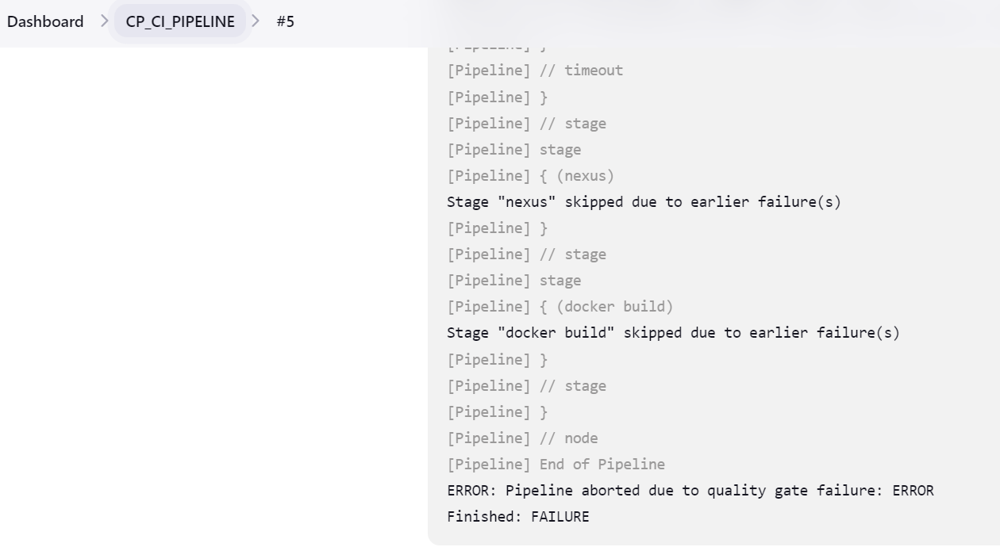 Dashboard > CP_CI_PIPELINE > #5
[Pipeline] }
[Pipeline] // timeout
[Pipeline] }
[Pipeline] // stage
[Pipeline] stage
[Pipeline] { (nexus)
Stage "nexus" skipped due to earlier failure(s)
[Pipeline] }
[Pipeline] // stage
[Pipeline] stage
[Pipeline] { (docker build)
Stage "docker build" skipped due to earlier failure(s)
[Pipeline] }
[Pipeline] // stage
[Pipeline] }
[Pipeline] // node
[Pipeline] End of Pipeline
ERROR: Pipeline aborted due to quality gate failure: ERROR
Finished: FAILURE